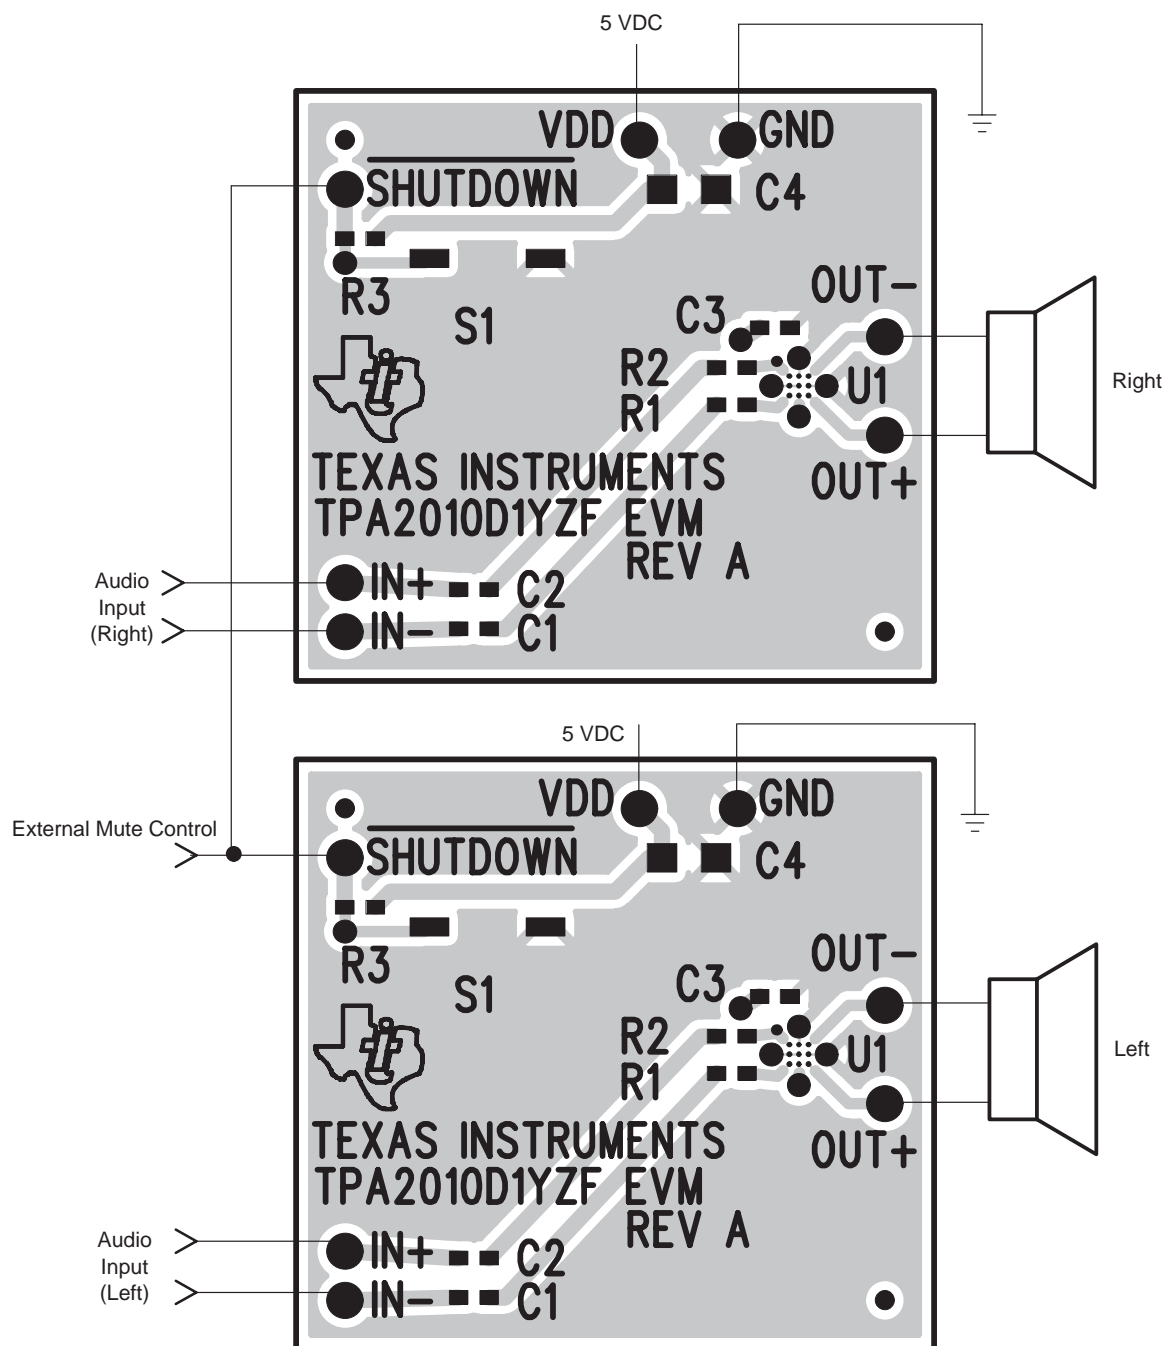 5 VDC
VDD
GND
SHUTDOWN
C4
R3
S1
OUT-
C3
R2
U1
R1
Right
OUT+
TEXAS INSTRUMENTS
TPA2010D1YZF EVM
REV A
Audio
Input
(Right)
IN+
C2
IN-
C1
5 VDC
VDD
GND
External Mute Control
SHUTDOWN
C4
R3
S1
OUT-
C3
R2
U1
R1
Left
OUT+
TEXAS INSTRUMENTS
TPA2010D1YZF EVM
REV A
Audio
Input
(Left)
IN+
C2
IN-
C1